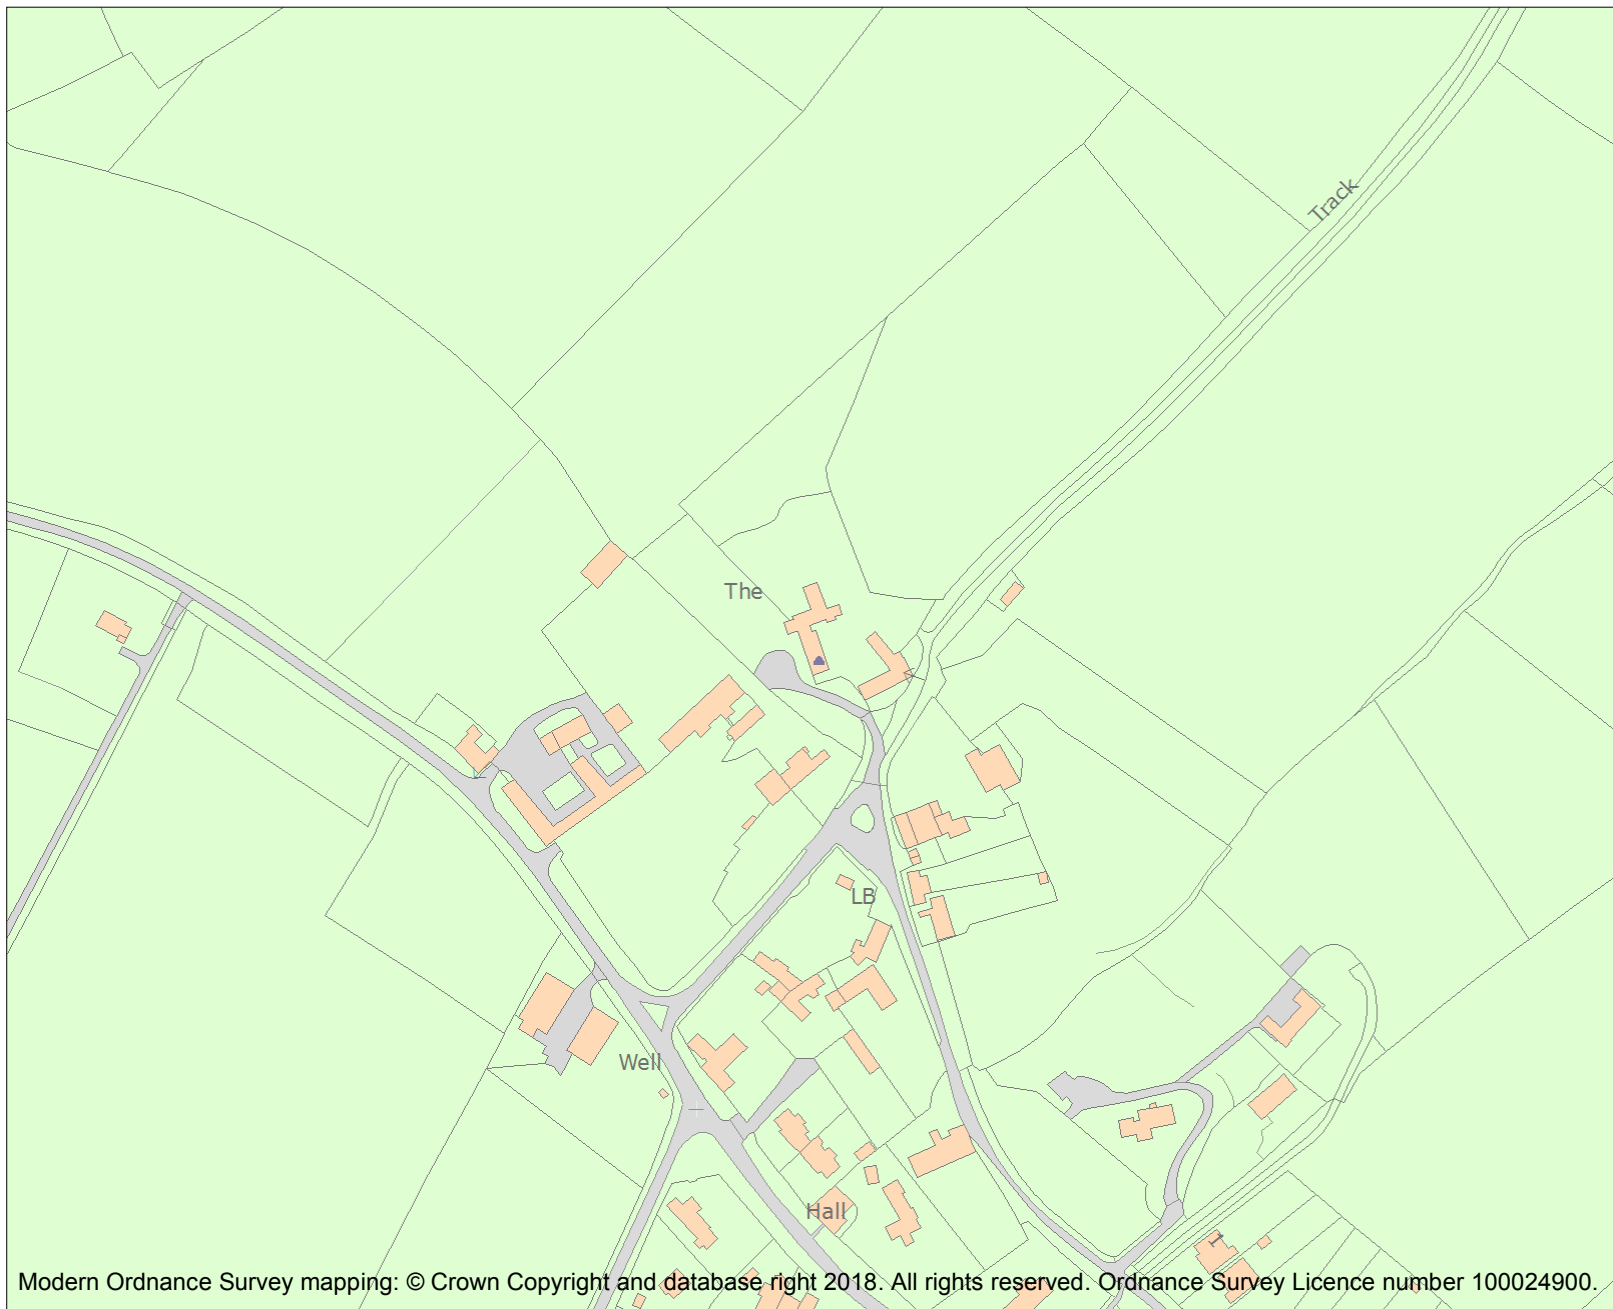 Track
The
LB
Well
Hall
1
Modern Ordnance Survey mapping: © Crown Copyright and database right 2018. All rights reserved. Ordnance Survey Licence number 100024900.